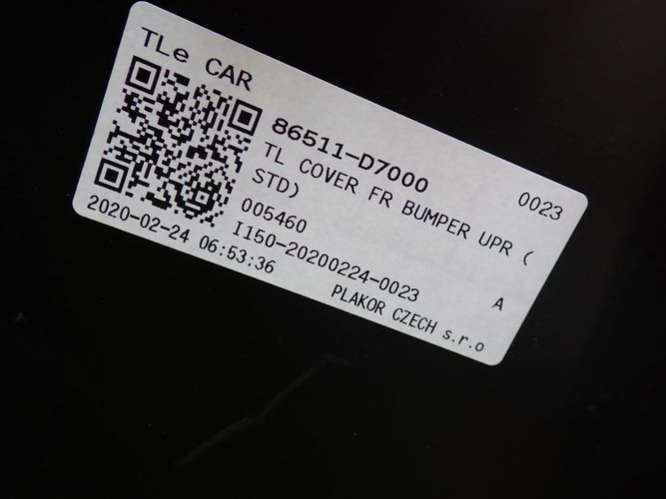 TLe CAR
86511-D7000 0023
TL COVER FR BUMPER UPR (
STD)
005460
I150-20200224-0023 A
2020-02-24 06:53:36
PLAKOR CZECH s.r.o